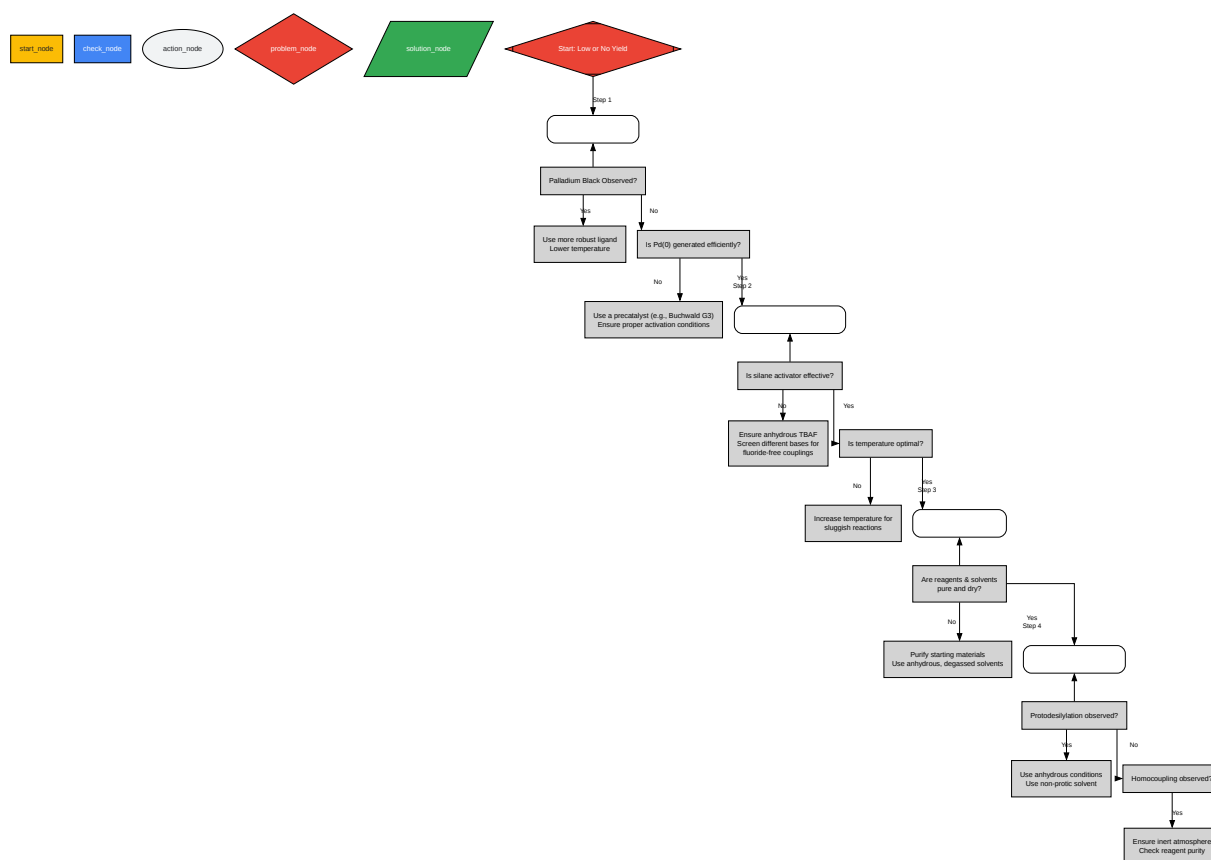 start_node
check_node
action_node
problem_node
solution_node
Start: Low or No Yield
Step 1
Palladium Black Observed?
Yes
No
Use more robust ligand
Lower temperature
Is Pd(0) generated efficiently?
No
Yes
Step 2
Use a precatalyst (e.g., Buchwald G3)
Ensure proper activation conditions
Is silane activator effective?
No
Yes
Ensure anhydrous TBAF
Screen different bases for
fluoride-free couplings
Is temperature optimal?
No
Yes
Step 3
Increase temperature for
sluggish reactions
Are reagents & solvents
pure and dry?
No
Yes
Step 4
Purify starting materials
Use anhydrous, degassed solvents
Protodesilylation observed?
Yes
No
Use anhydrous conditions
Use non-protic solvent
Homocoupling observed?
Yes
Ensure inert atmosphere
Check reagent purity